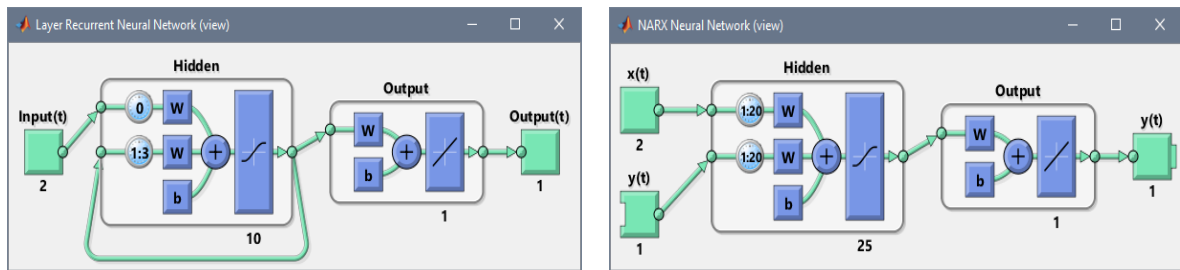 Layer Recurrent Neural Network (view)
Hidden
Output
Input(t)
Output(t)
0
W
1:3
W
+
b
W
+
b
2
10
1
1
NARX Neural Network (view)
x(t)
Hidden
Output
y(t)
1:20
W
2
y(t)
1:20
W
+
b
W
+
b
1
25
1
1